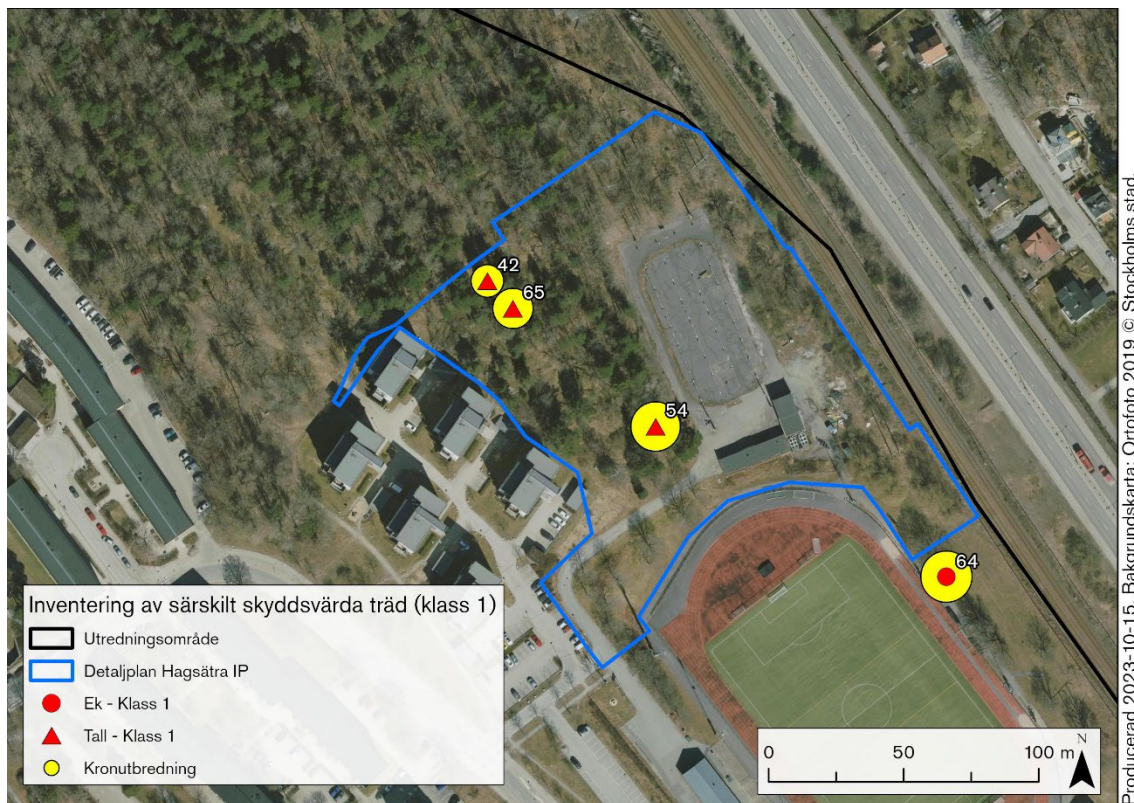 42
65
54
64
Inventering av särskilt skyddsvärda träd (klass 1)
Utredningsområde
Detaljplan Hagsätra IP
Ek - Klass 1
Tall - Klass 1
Kronutbredning
0 50 100 m
N
Producerad 2023-10-15. Bakgrundskarta: Ortofoto 2019 © Stockholms stad.